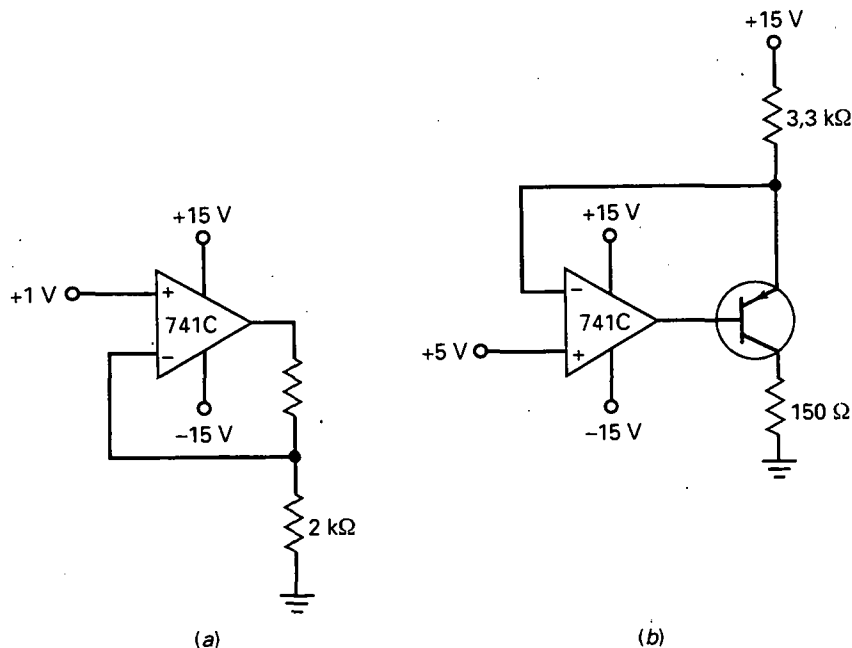 +15 V
+1 V
+
741C
−
−15 V
2 kΩ
(a)
+15 V
3,3 kΩ
+15 V
−
741C
+5 V
+
−15 V
150 Ω
(b)